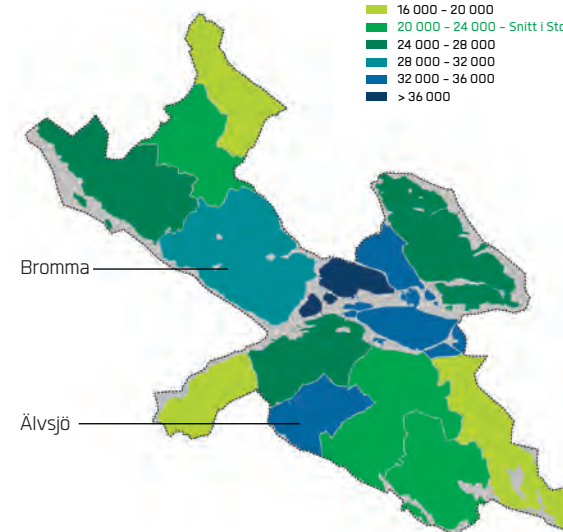 16 000 – 20 000
20 000 – 24 000 – Snitt i
24 000 – 28 000
28 000 – 32 000
32 000 – 36 000
> 36 000
Bromma
Älvsjö